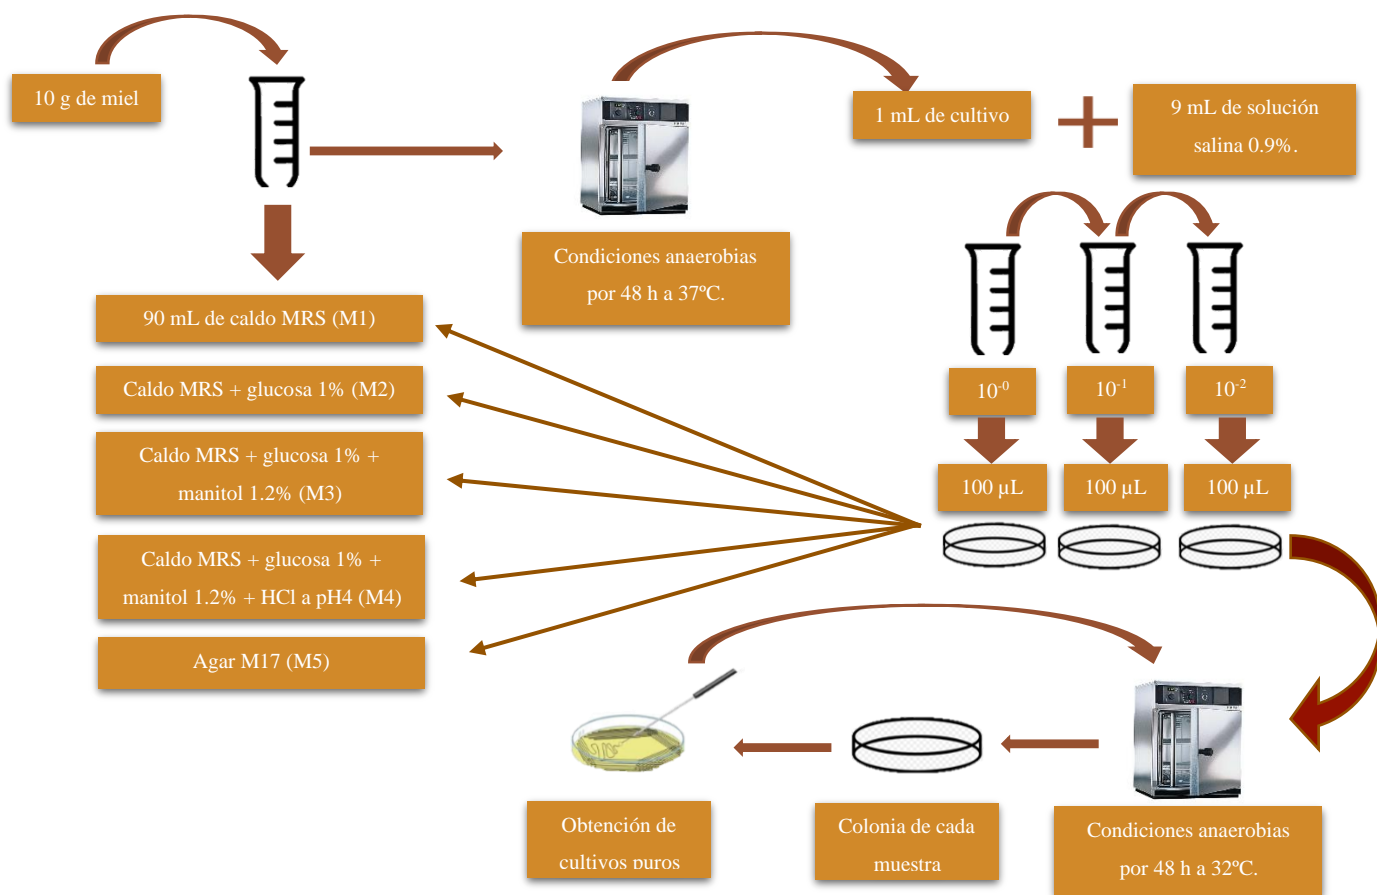 10 g de miel
1 mL de cultivo
9 mL de solución
salina 0.9%.
Condiciones anaerobias
por 48 h a 37ºC.
90 mL de caldo MRS (M1)
Caldo MRS + glucosa 1% (M2)
Caldo MRS + glucosa 1% +
manitol 1.2% (M3)
Caldo MRS + glucosa 1% +
manitol 1.2% + HCl a pH4 (M4)
Agar M17 (M5)
10⁻⁰
10⁻¹
10⁻²
100 µL
100 µL
100 µL
Obtención de
cultivos puros
Colonia de cada
muestra
Condiciones anaerobias
por 48 h a 32ºC.